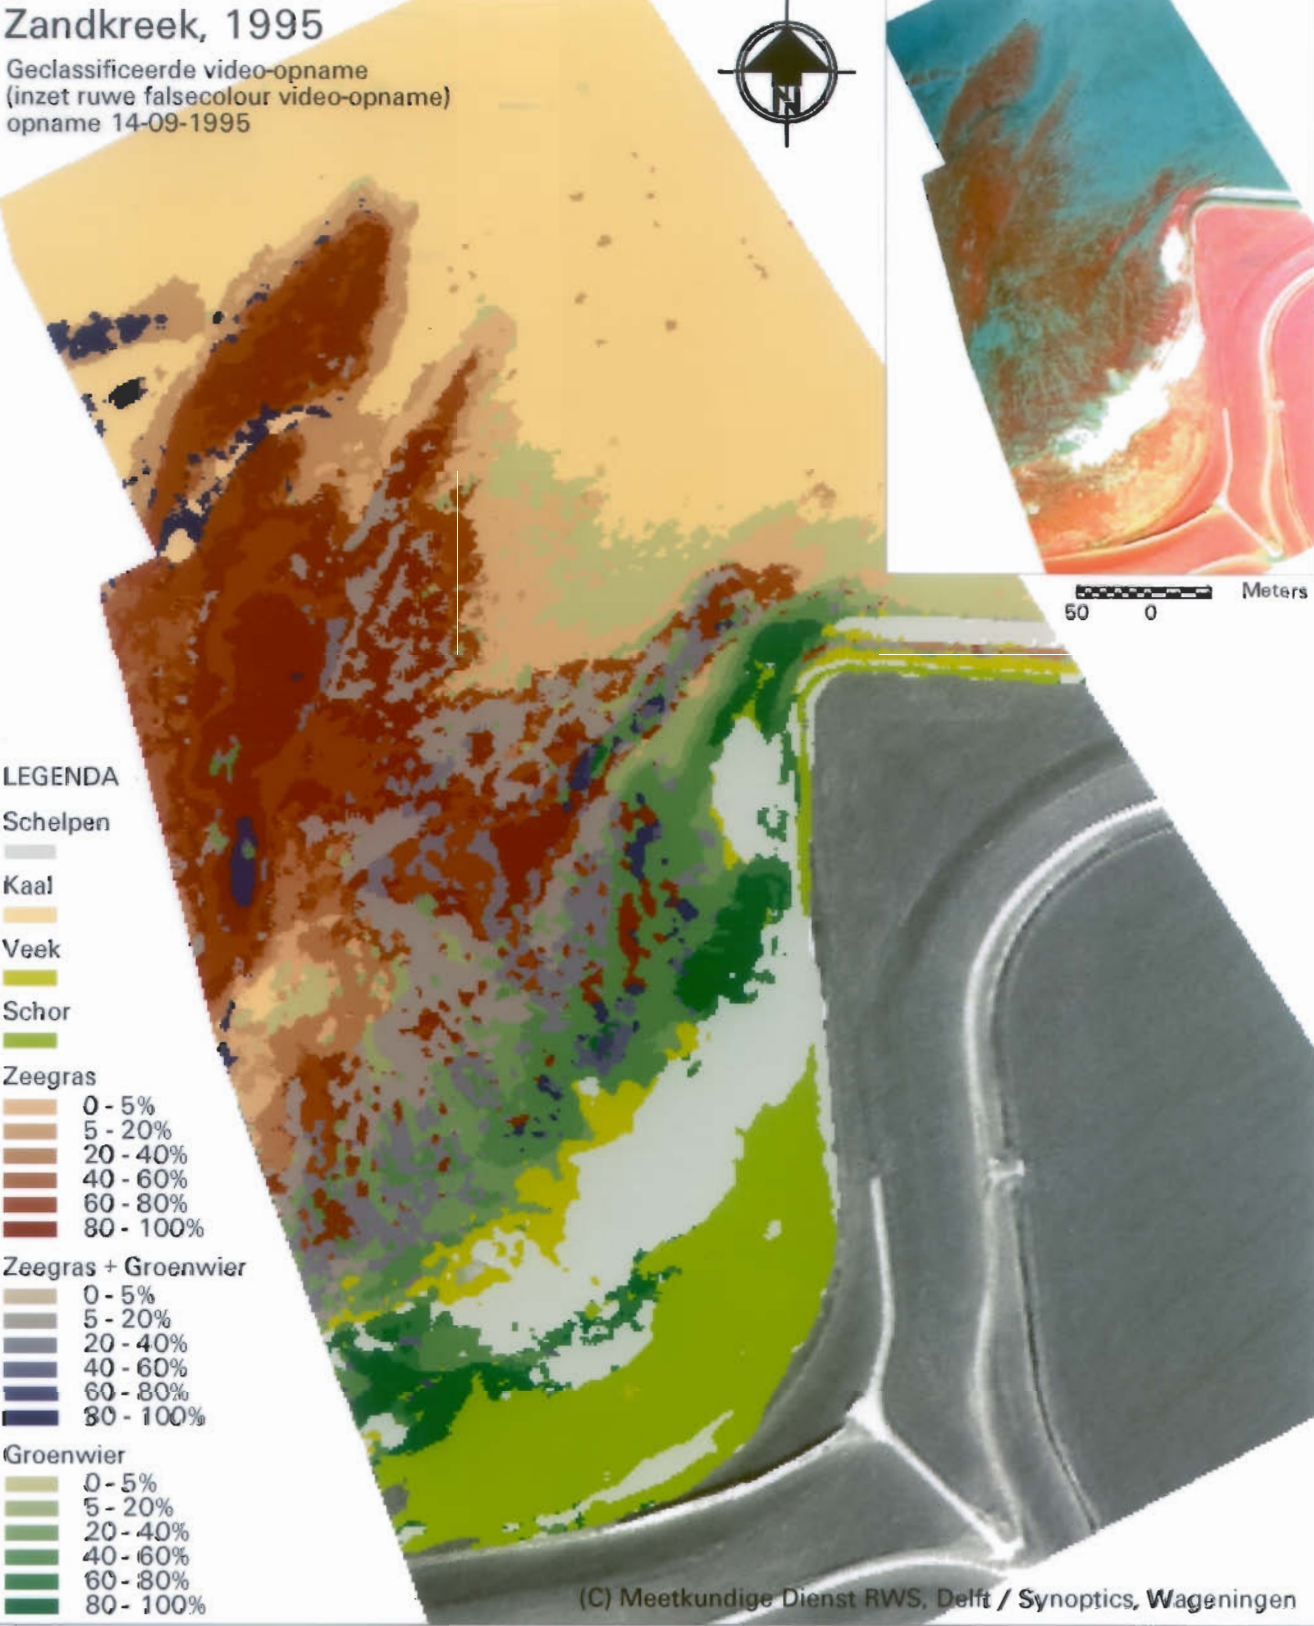 Zandkreek, 1995
Geclassificeerde video-opname
(inzet ruwe falsecolour video-opname)
opname 14-09-1995
N
Meters
50 0
LEGENDA
Schelpen
Kaal
Veek
Schor
Zeegras
0 - 5%
5 - 20%
20 - 40%
40 - 60%
60 - 80%
80 - 100%
Zeegras + Groenwier
0 - 5%
5 - 20%
20 - 40%
40 - 60%
60 - 80%
80 - 100%
Groenwier
0 - 5%
5 - 20%
20 - 40%
40 - 60%
60 - 80%
80 - 100%
(C) Meetkundige Dienst RWS, Delft / Synoptics, Wageningen